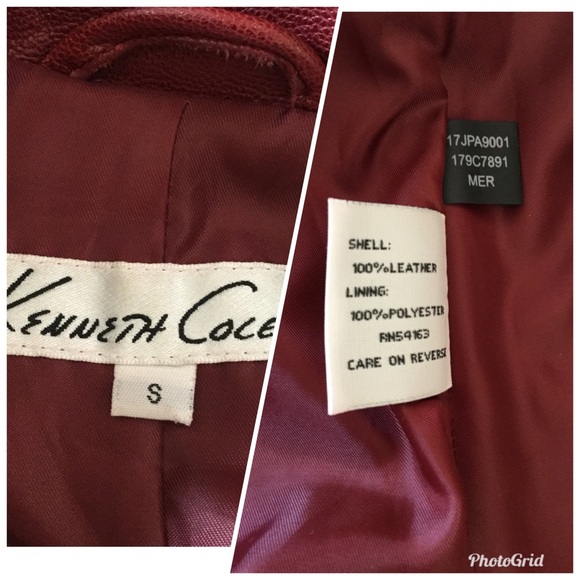 KENNETH COLE
S
17JPA9001
179C7891
MER
SHELL:
100%LEATHER
LINING:
100%POLYESTER
RN54163
CARE ON REVERSE
PhotoGrid